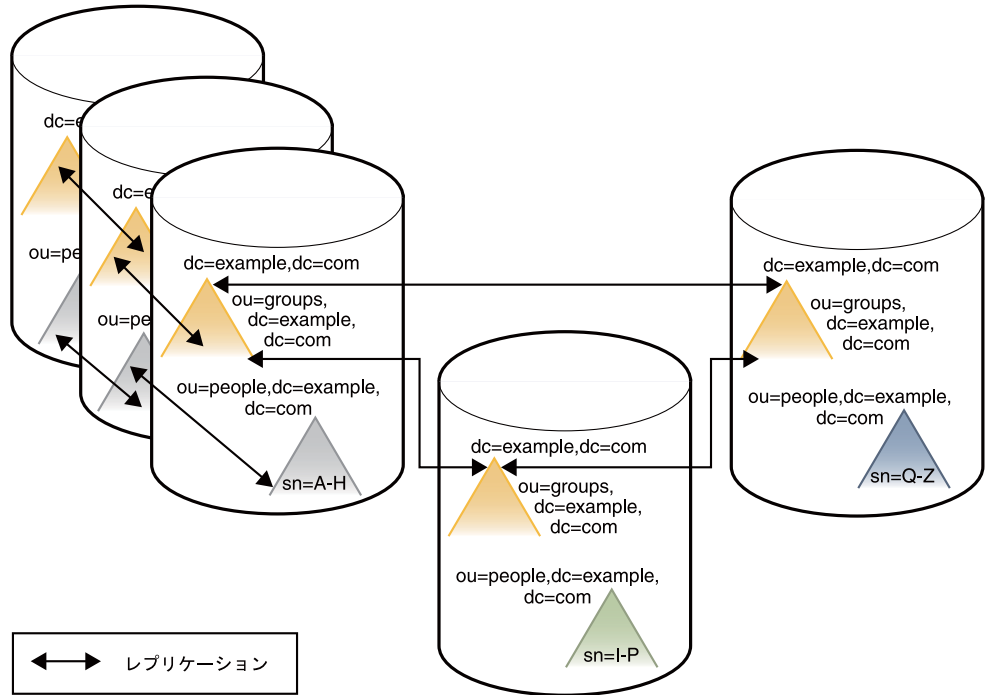 dc=e
ou=pe
dc=e
ou=pe
dc=example,dc=com
ou=groups,
dc=example,
dc=com
ou=people,dc=example,
dc=com
sn=A-H
dc=example,dc=com
ou=groups,
dc=example,
dc=com
ou=people,dc=example,
dc=com
sn=I-P
dc=example,dc=com
ou=groups,
dc=example,
dc=com
ou=people,dc=example,
dc=com
sn=Q-Z
レプリケーション